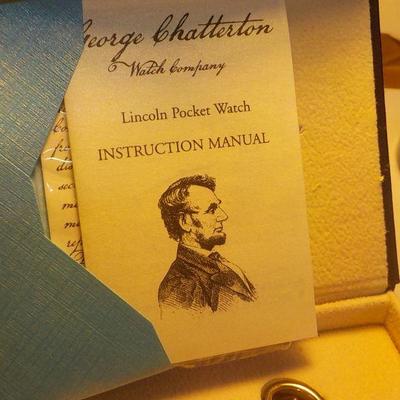 George Chatterton
Watch Company
Lincoln Pocket Watch
INSTRUCTION MANUAL